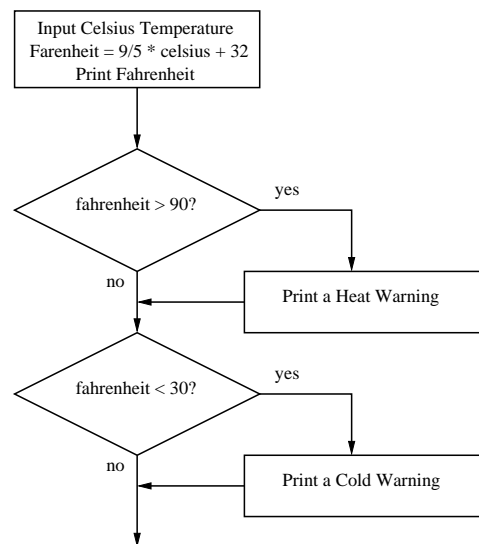 Input Celsius Temperature
Farenheit = 9/5 * celsius + 32
Print Fahrenheit
fahrenheit > 90?
yes
no
Print a Heat Warning
fahrenheit < 30?
yes
no
Print a Cold Warning